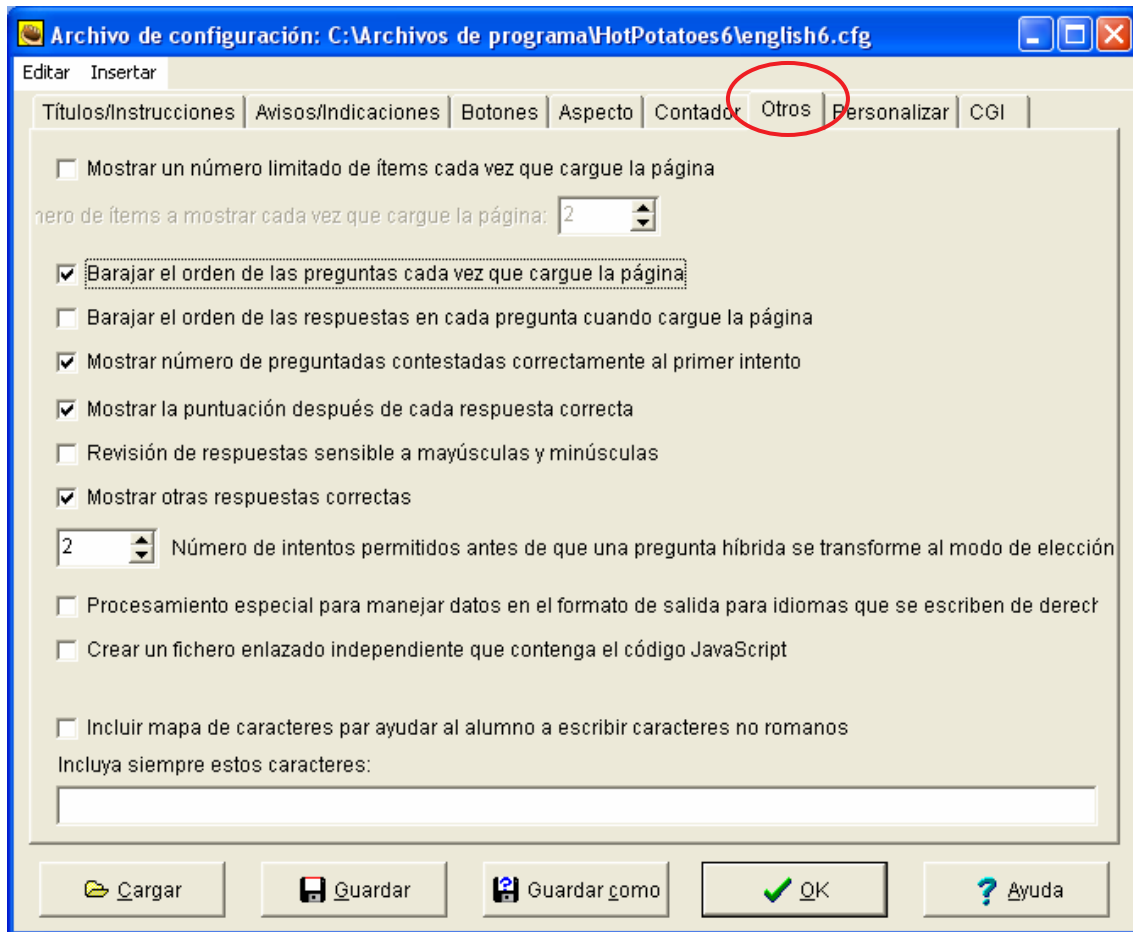 Archivo de configuración: C:\Archivos de programa\HotPotatoes6\english6.cfg
Editar Insertar
Títulos/Instrucciones Avisos/Indicaciones Botones Aspecto Contador Otros Personalizar CGI
Mostrar un número limitado de ítems cada vez que cargue la página
nero de ítems a mostrar cada vez que cargue la página: 2
Barajar el orden de las preguntas cada vez que cargue la página
Barajar el orden de las respuestas en cada pregunta cuando cargue la página
Mostrar número de preguntadas contestadas correctamente al primer intento
Mostrar la puntuación después de cada respuesta correcta
Revisión de respuestas sensible a mayúsculas y minúsculas
Mostrar otras respuestas correctas
2 Número de intentos permitidos antes de que una pregunta híbrida se transforme al modo de elección
Procesamiento especial para manejar datos en el formato de salida para idiomas que se escriben de derech
Crear un fichero enlazado independiente que contenga el código JavaScript
Incluir mapa de caracteres par ayudar al alumno a escribir caracteres no romanos
Incluya siempre estos caracteres:
Cargar Guardar Guardar como OK Ayuda